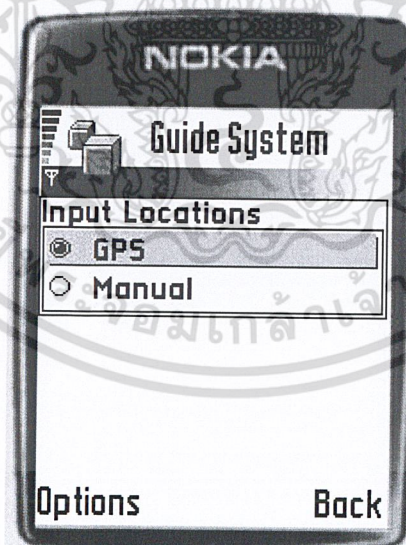 NOKIA
Guide System
Input Locations
GPS
Manual
Options
Back